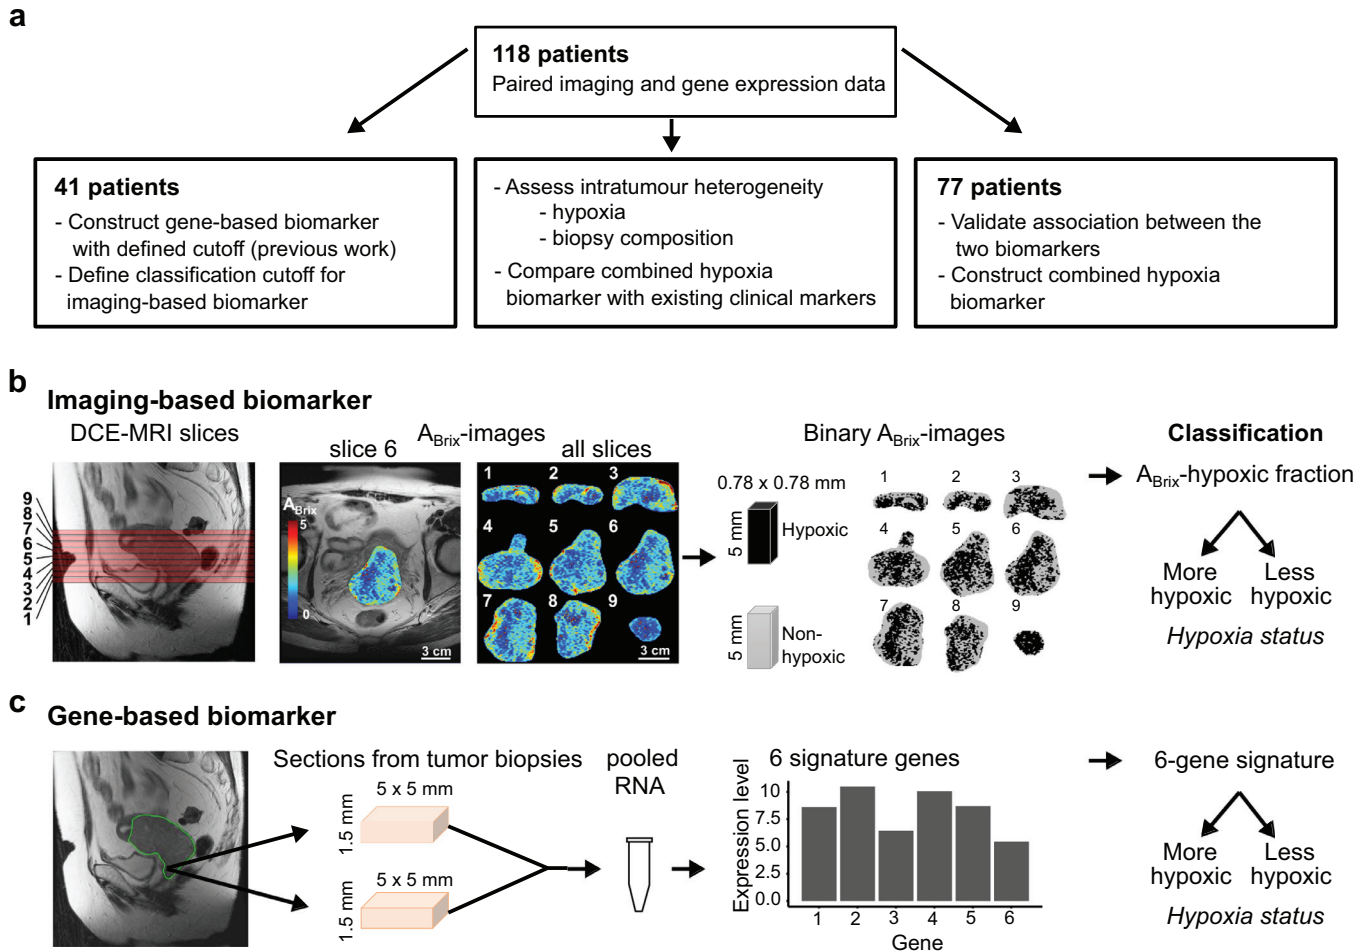 a
118 patients
Paired imaging and gene expression data
41 patients
- Construct gene-based biomarker
with defined cutoff (previous work)
- Define classification cutoff for
imaging-based biomarker
- Assess intratumour heterogeneity
- hypoxia
- biopsy composition
- Compare combined hypoxia
biomarker with existing clinical markers
77 patients
- Validate association between the
two biomarkers
- Construct combined hypoxia
biomarker
b
Imaging-based biomarker
DCE-MRI slices
9
8
7
6
5
4
3
2
1
A_Brix-images
slice 6
all slices
A_Brix
5
0
3 cm
1 2 3
4 5 6
7 8 9
3 cm
Binary A_Brix-images
0.78 x 0.78 mm
5 mm
Hypoxic
5 mm
Non-
hypoxic
1 2 3
4 5 6
7 8 9
Classification
A_Brix-hypoxic fraction
More
hypoxic
Less
hypoxic
Hypoxia status
c
Gene-based biomarker
Sections from tumor biopsies
5 x 5 mm
1.5 mm
5 x 5 mm
1.5 mm
pooled
RNA
6 signature genes
Expression level
10
7.5
5.0
2.5
0.0
1 2 3 4 5 6
Gene
6-gene signature
More
hypoxic
Less
hypoxic
Hypoxia status